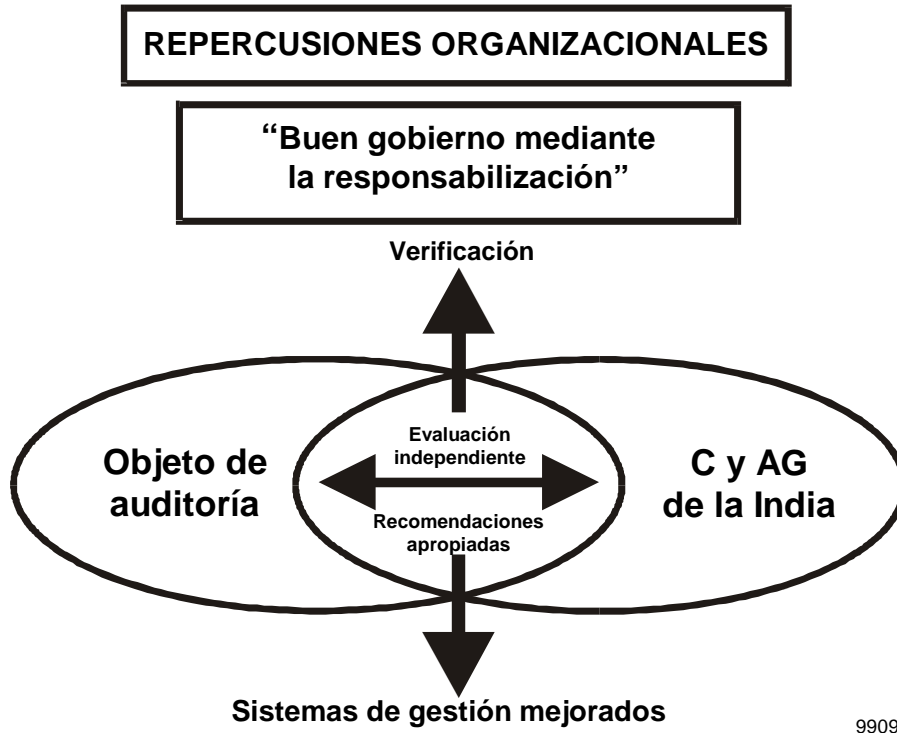 REPERCUSIONES ORGANIZACIONALES
“Buen gobierno mediante
la responsabilización”
Verificación
Evaluación
independiente
Objeto de
auditoría
C y AG
de la India
Recomendaciones
apropiadas
Sistemas de gestión mejorados
9909